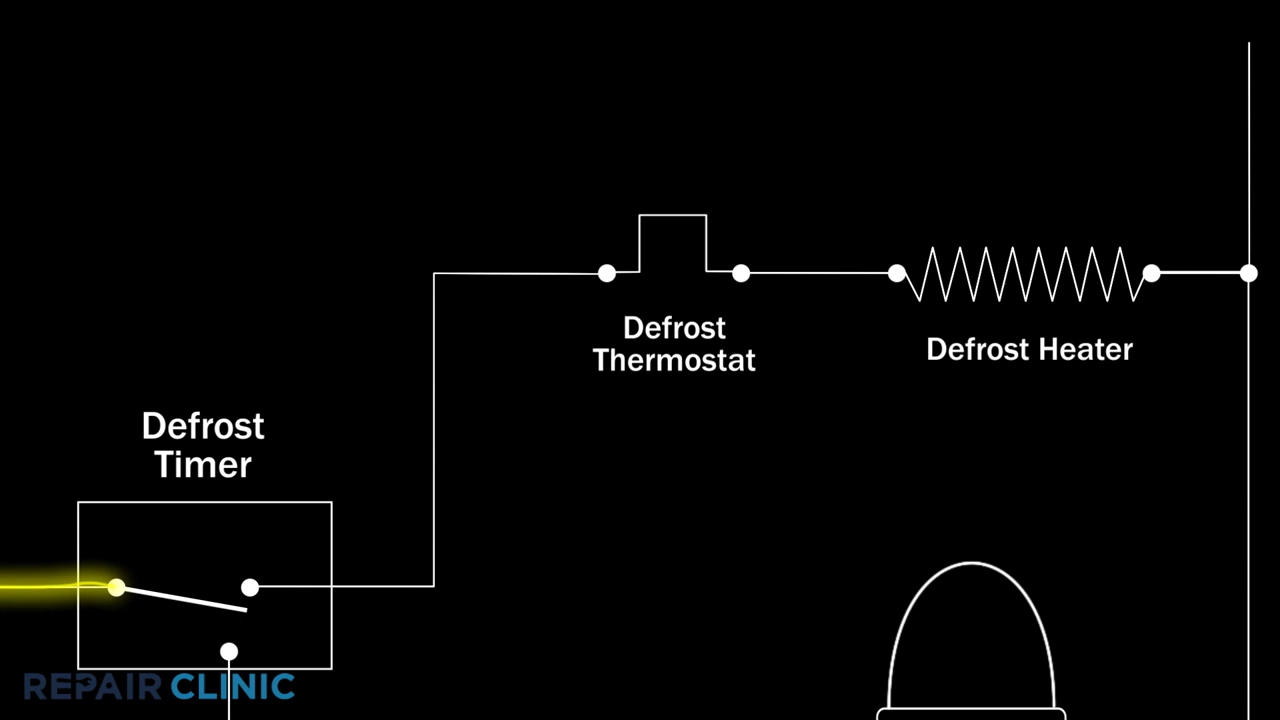 Defrost
Thermostat
Defrost Heater
Defrost
Timer
REPAIR CLINIC